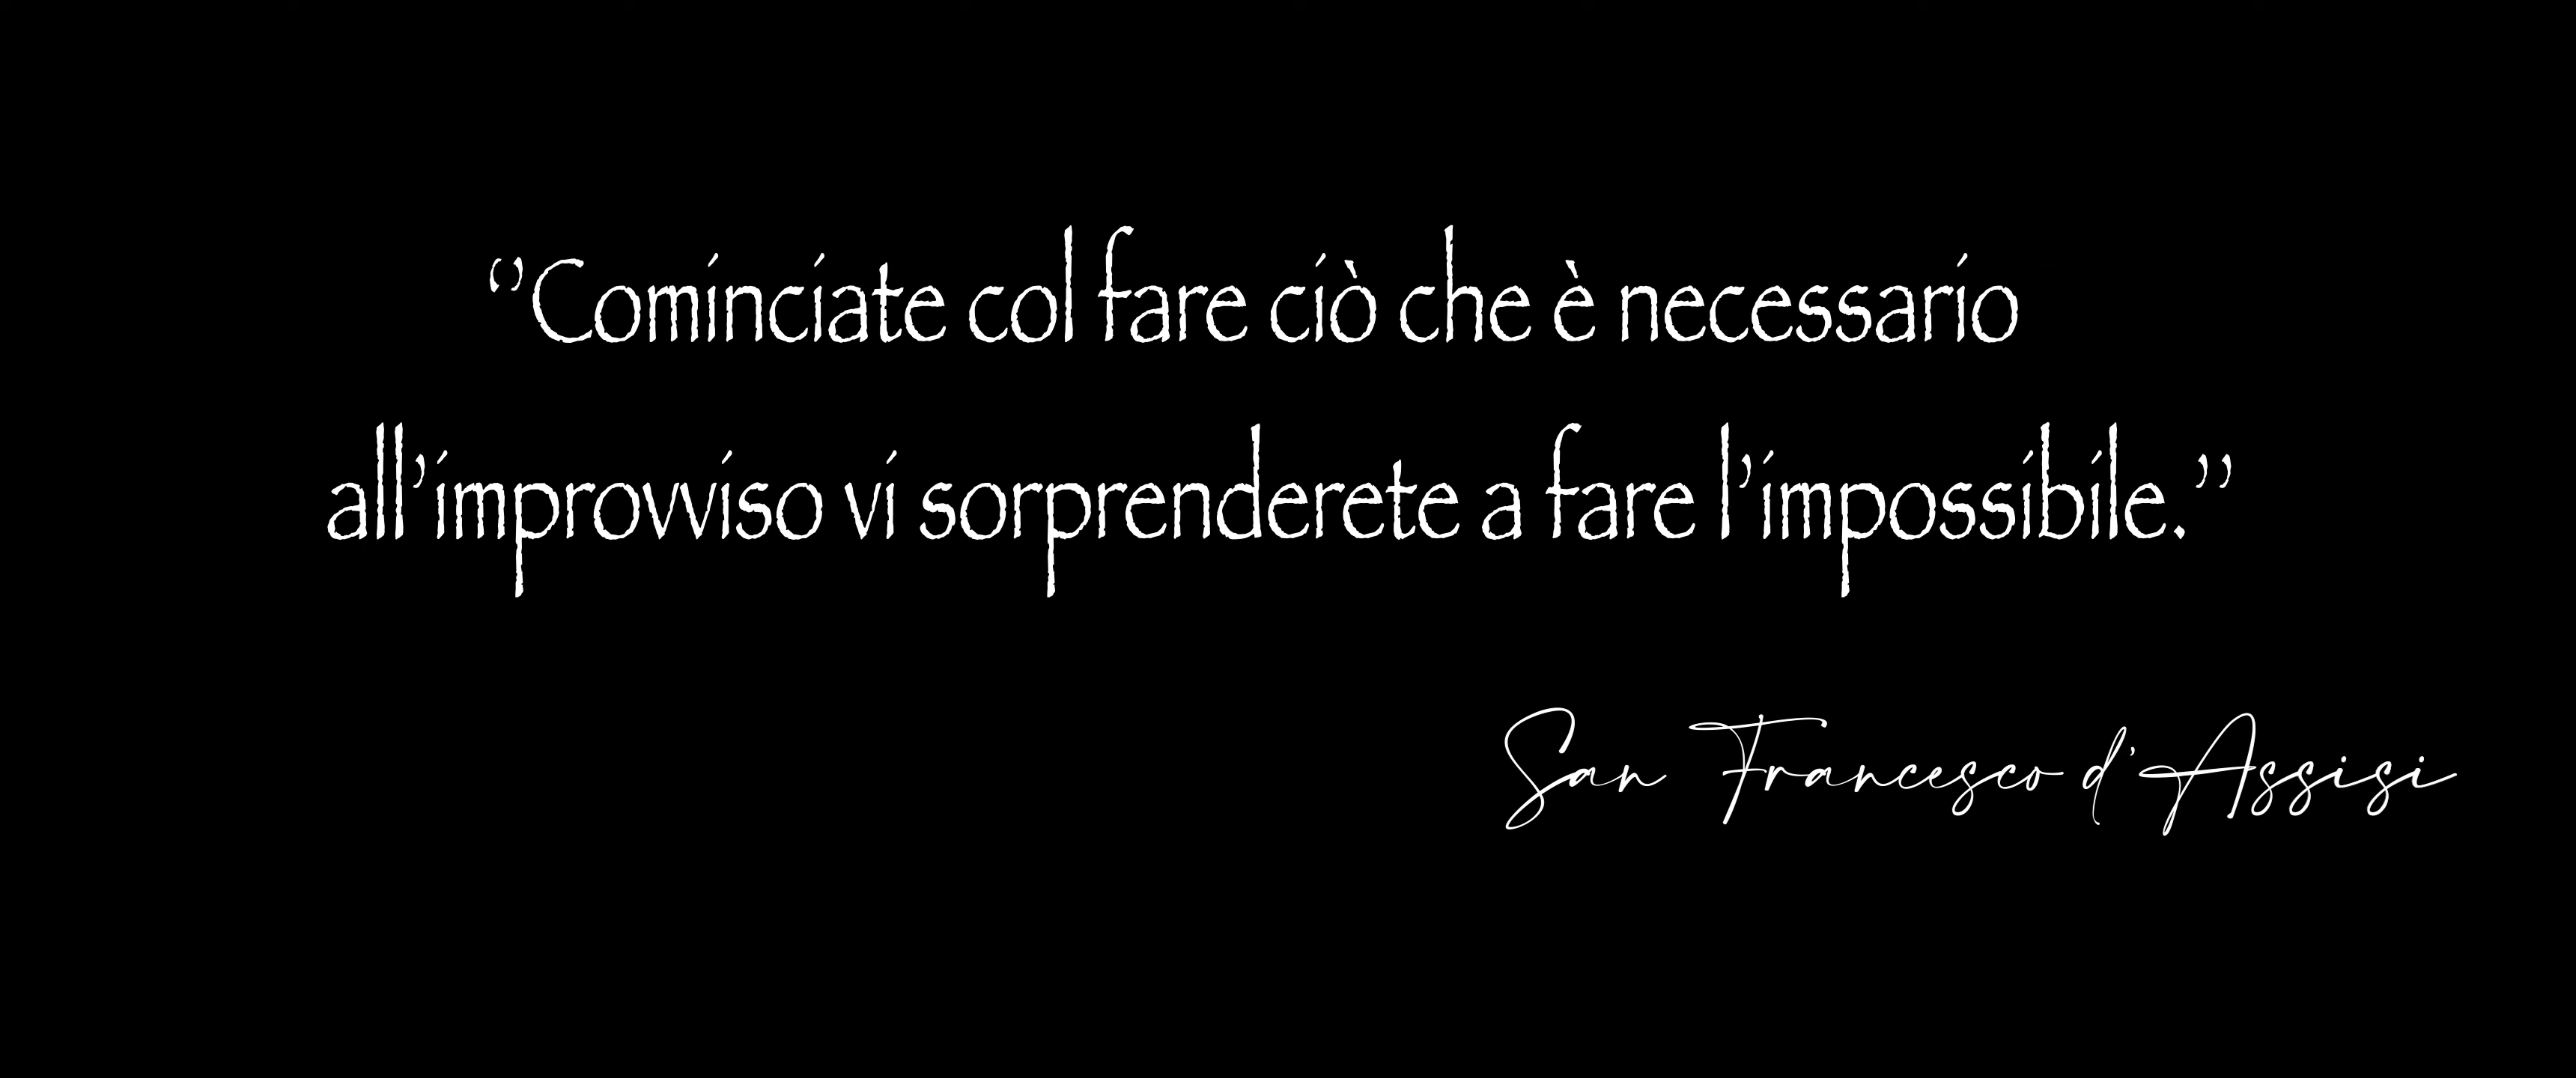 ‘’Cominciate col fare ciò che è necessario
all’improvviso vi sorprenderete a fare l’impossibile.’’
San Francesco d’Assisi